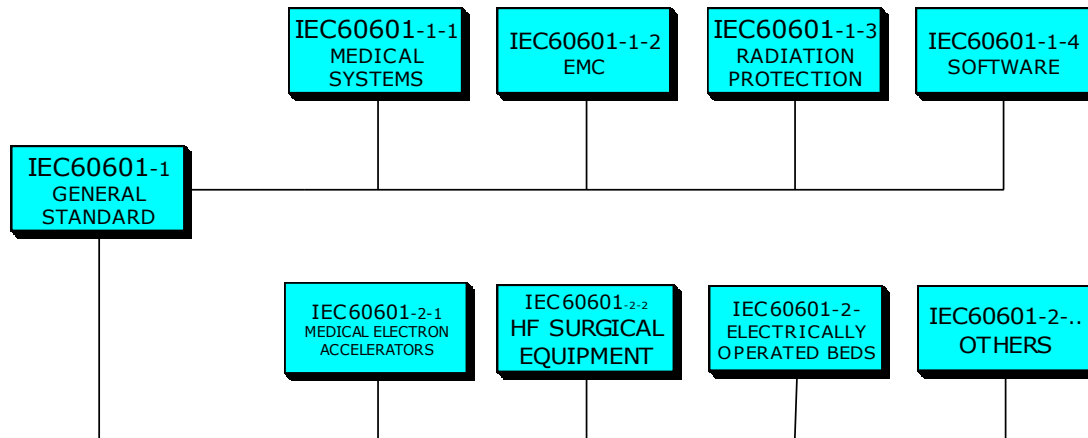 IEC60601-1-1
MEDICAL
SYSTEMS
IEC60601-1-2
EMC
IEC60601-1-3
RADIATION
PROTECTION
IEC60601-1-4
SOFTWARE
IEC60601-1
GENERAL
STANDARD
IEC60601-2-1
MEDICAL ELECTRON
ACCELERATORS
IEC60601-2-2
HF SURGICAL
EQUIPMENT
IEC60601-2-
ELECTRICALLY
OPERATED BEDS
IEC60601-2-..
OTHERS